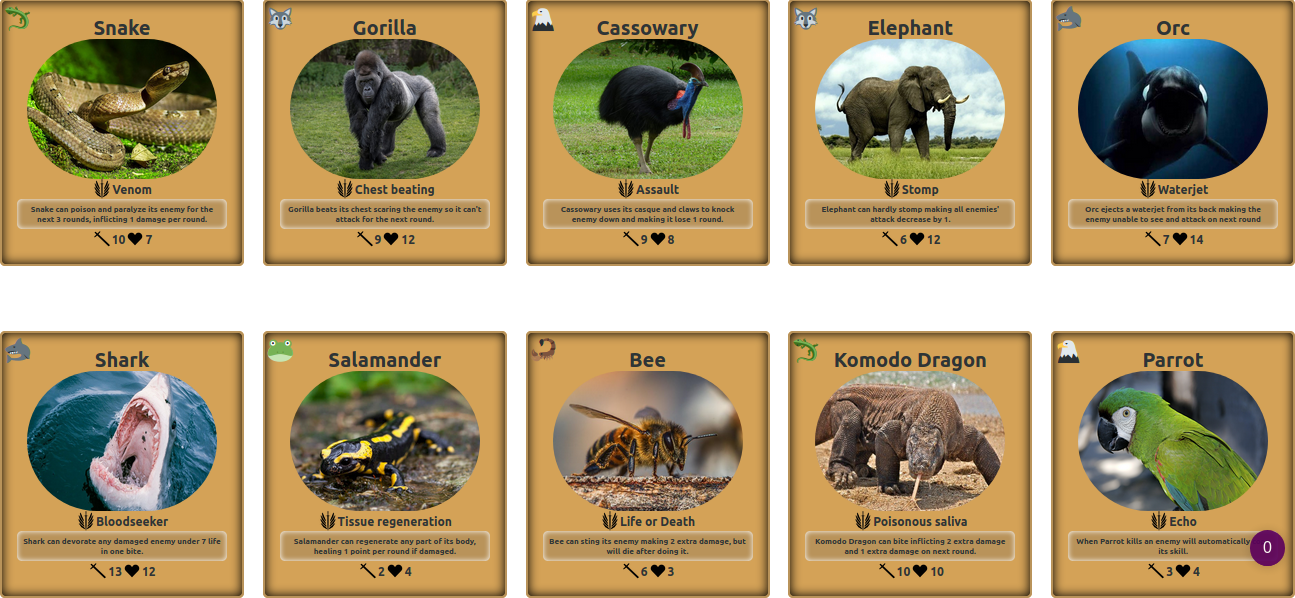 Snake
Venom
Snake can poison and paralyze its enemy for the
next 3 rounds, inflicting 1 damage per round.
10 7
Gorilla
Chest beating
Gorilla beats its chest scaring the enemy so it can't
attack for the next round.
9 12
Cassowary
Assault
Cassowary uses its casque and claws to knock
enemy down and making it lose 1 round.
9 8
Elephant
Stomp
Elephant can hardly stomp making all enemies'
attack decrease by 1.
6 12
Orc
Waterjet
Orc ejects a waterjet from its back making the
enemy unable to see and attack on next round
7 14
Shark
Bloodseeker
Shark can devorate any damaged enemy under 7 life
in one bite.
13 12
Salamander
Tissue regeneration
Salamander can regenerate any part of its body,
healing 1 point per round if damaged.
2 4
Bee
Life or Death
Bee can sting its enemy making 2 extra damage, but
will die after doing it.
6 3
Komodo Dragon
Poisonous saliva
Komodo Dragon can bite inflicting 2 extra damage
and 1 extra damage on next round.
10 10
Parrot
Echo
When Parrot kills an enemy will automatically
its skill.
3 4
0